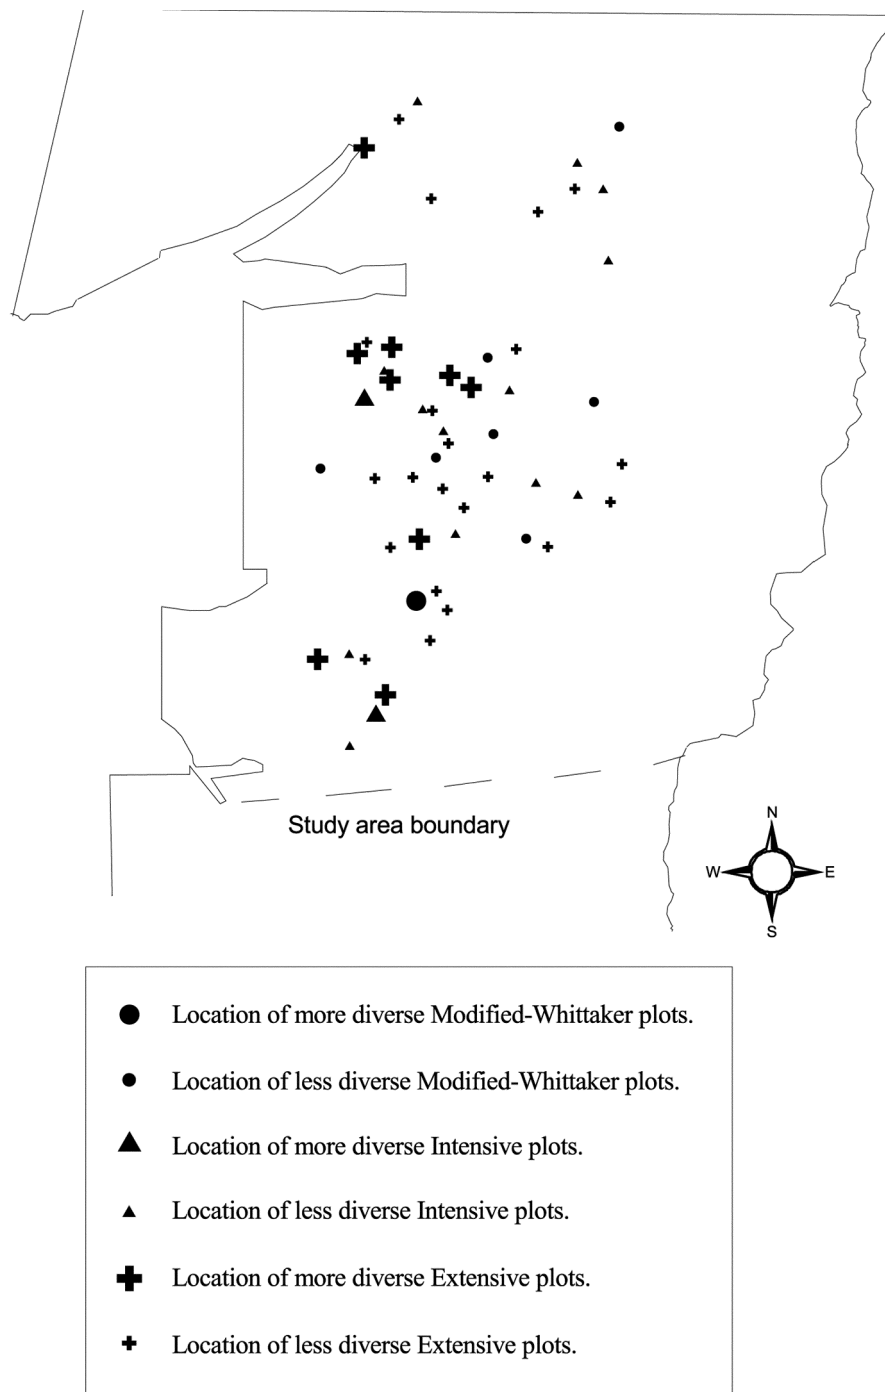 Study area boundary
N
W E
S
Location of more diverse Modified-Whittaker plots.
Location of less diverse Modified-Whittaker plots.
Location of more diverse Intensive plots.
Location of less diverse Intensive plots.
Location of more diverse Extensive plots.
Location of less diverse Extensive plots.